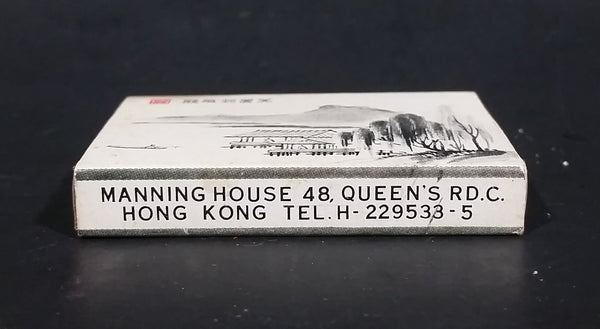 MANNING HOUSE 48, QUEEN'S RD.C.
HONG KONG TEL. H-229533-5